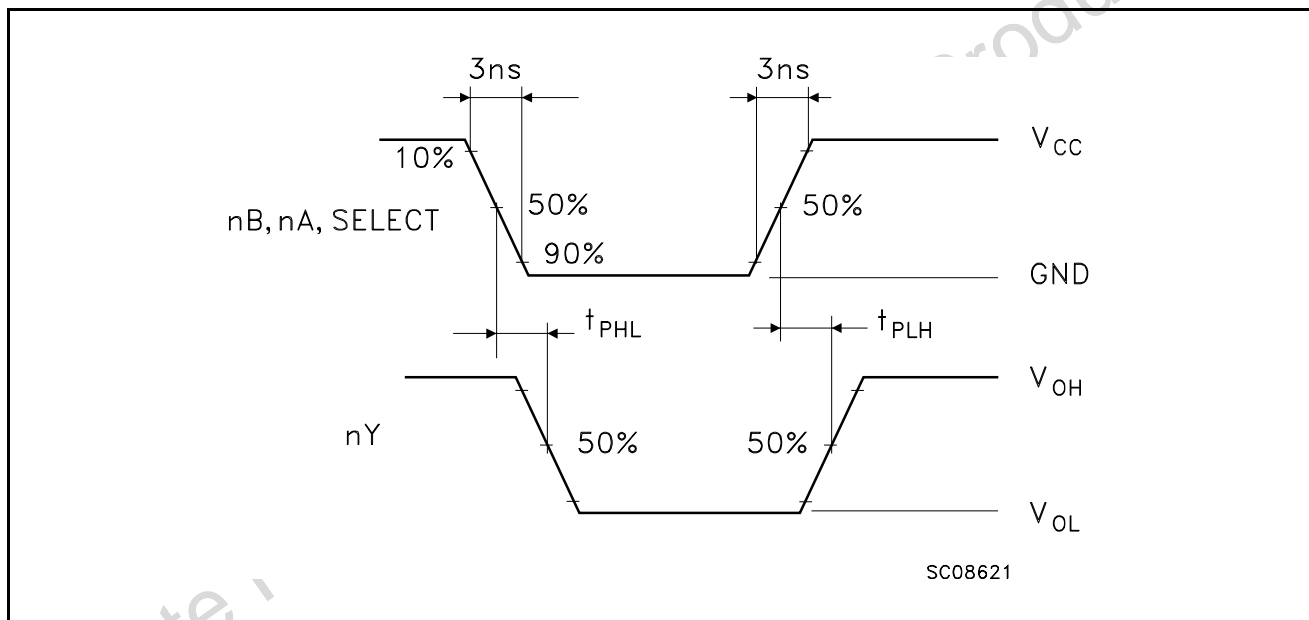 3ns 3ns
V_CC
10%
50% 50%
nB, nA, SELECT
90%
GND
t_PHL t_PLH
V_OH
nY 50% 50%
V_OL
SC08621